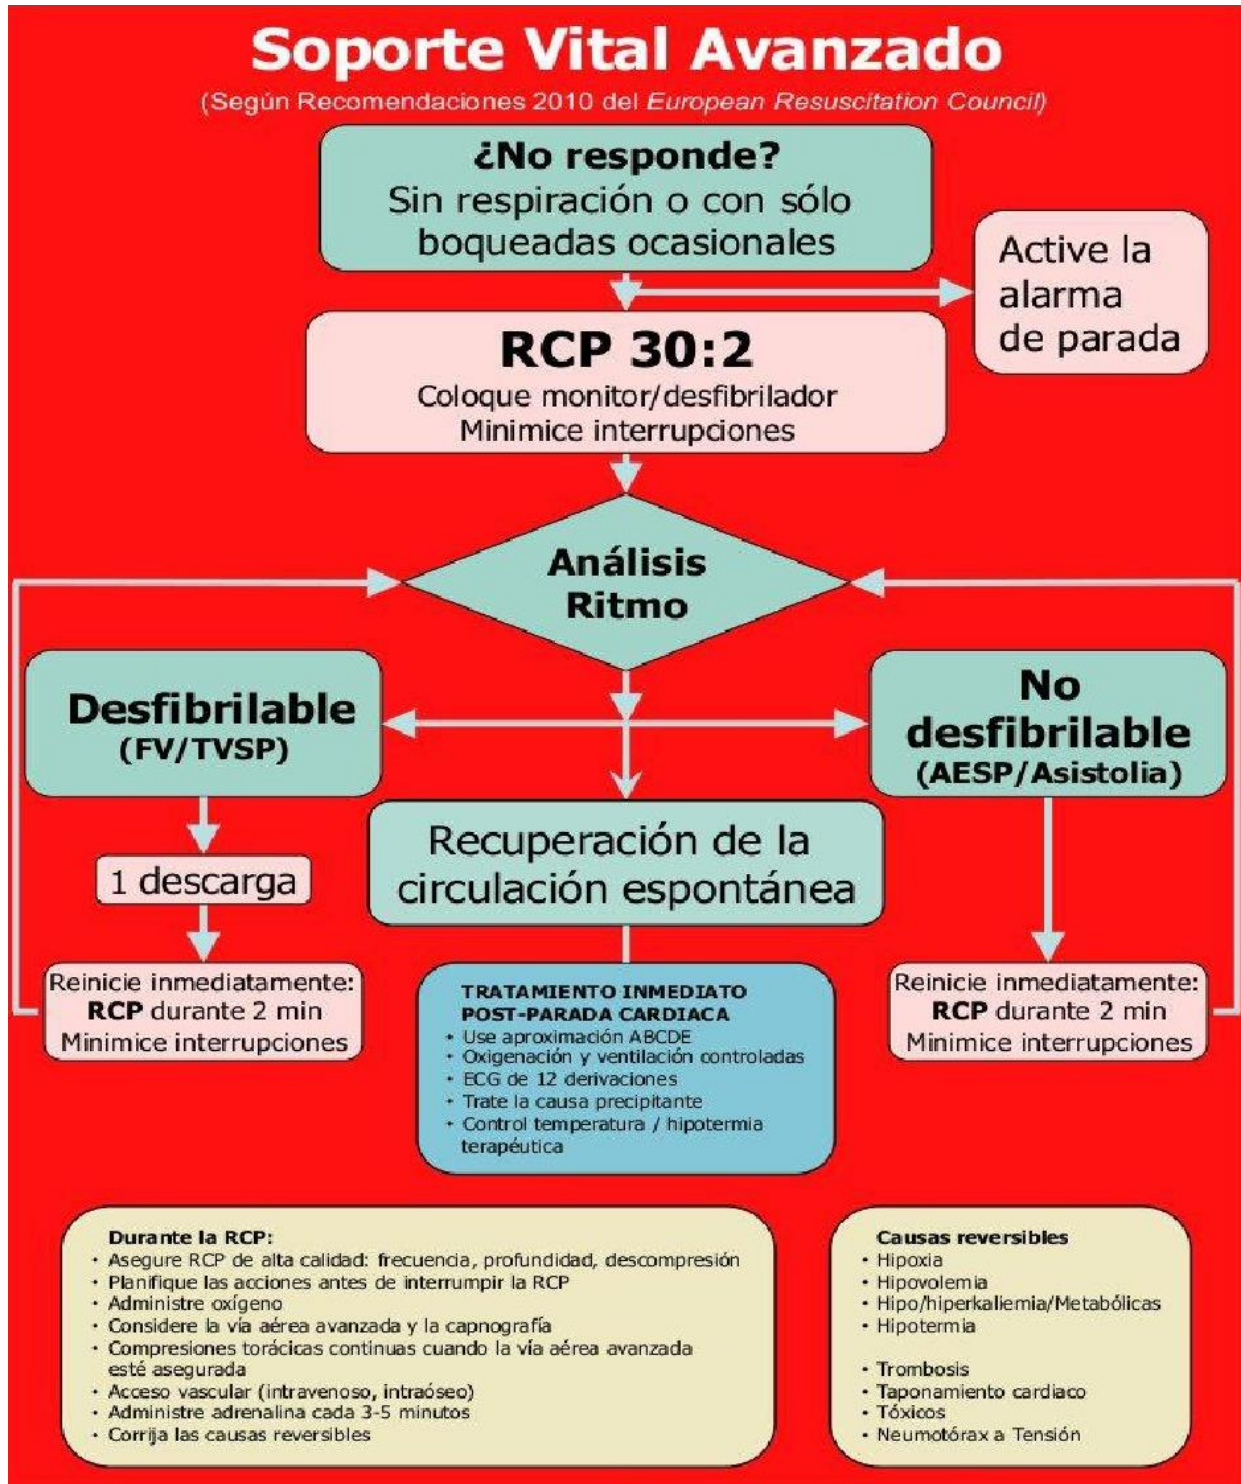 Soporte Vital Avanzado
(Según Recomendaciones 2010 del European Resuscitation Council)
¿No responde?
Sin respiración o con sólo
boqueadas ocasionales
Active la
alarma
de parada
RCP 30:2
Coloque monitor/desfibrilador
Minimice interrupciones
Análisis
Ritmo
Desfibrilable
(FV/TVSP)
No
desfibrilable
(AESP/Asistolia)
1 descarga
Recuperación de la
circulación espontánea
Reinicie inmediatamente:
RCP durante 2 min
Minimice interrupciones
TRATAMIENTO INMEDIATO
POST-PARADA CARDIACA
• Use aproximación ABCDE
• Oxigenación y ventilación controladas
• ECG de 12 derivaciones
• Trate la causa precipitante
• Control temperatura / hipotermia
terapéutica
Reinicie inmediatamente:
RCP durante 2 min
Minimice interrupciones
Durante la RCP:
• Asegure RCP de alta calidad: frecuencia, profundidad, descompresión
• Planifique las acciones antes de interrumpir la RCP
• Administre oxígeno
• Considere la vía aérea avanzada y la capnografía
• Compresiones torácicas continuas cuando la vía aérea avanzada
esté asegurada
• Acceso vascular (intravenoso, intraóseo)
• Administre adrenalina cada 3-5 minutos
• Corrija las causas reversibles
Causas reversibles
• Hipoxia
• Hipovolemia
• Hipo/hiperkaliemia/Metabólicas
• Hipotermia
• Trombosis
• Taponamiento cardiaco
• Tóxicos
• Neumotórax a Tensión